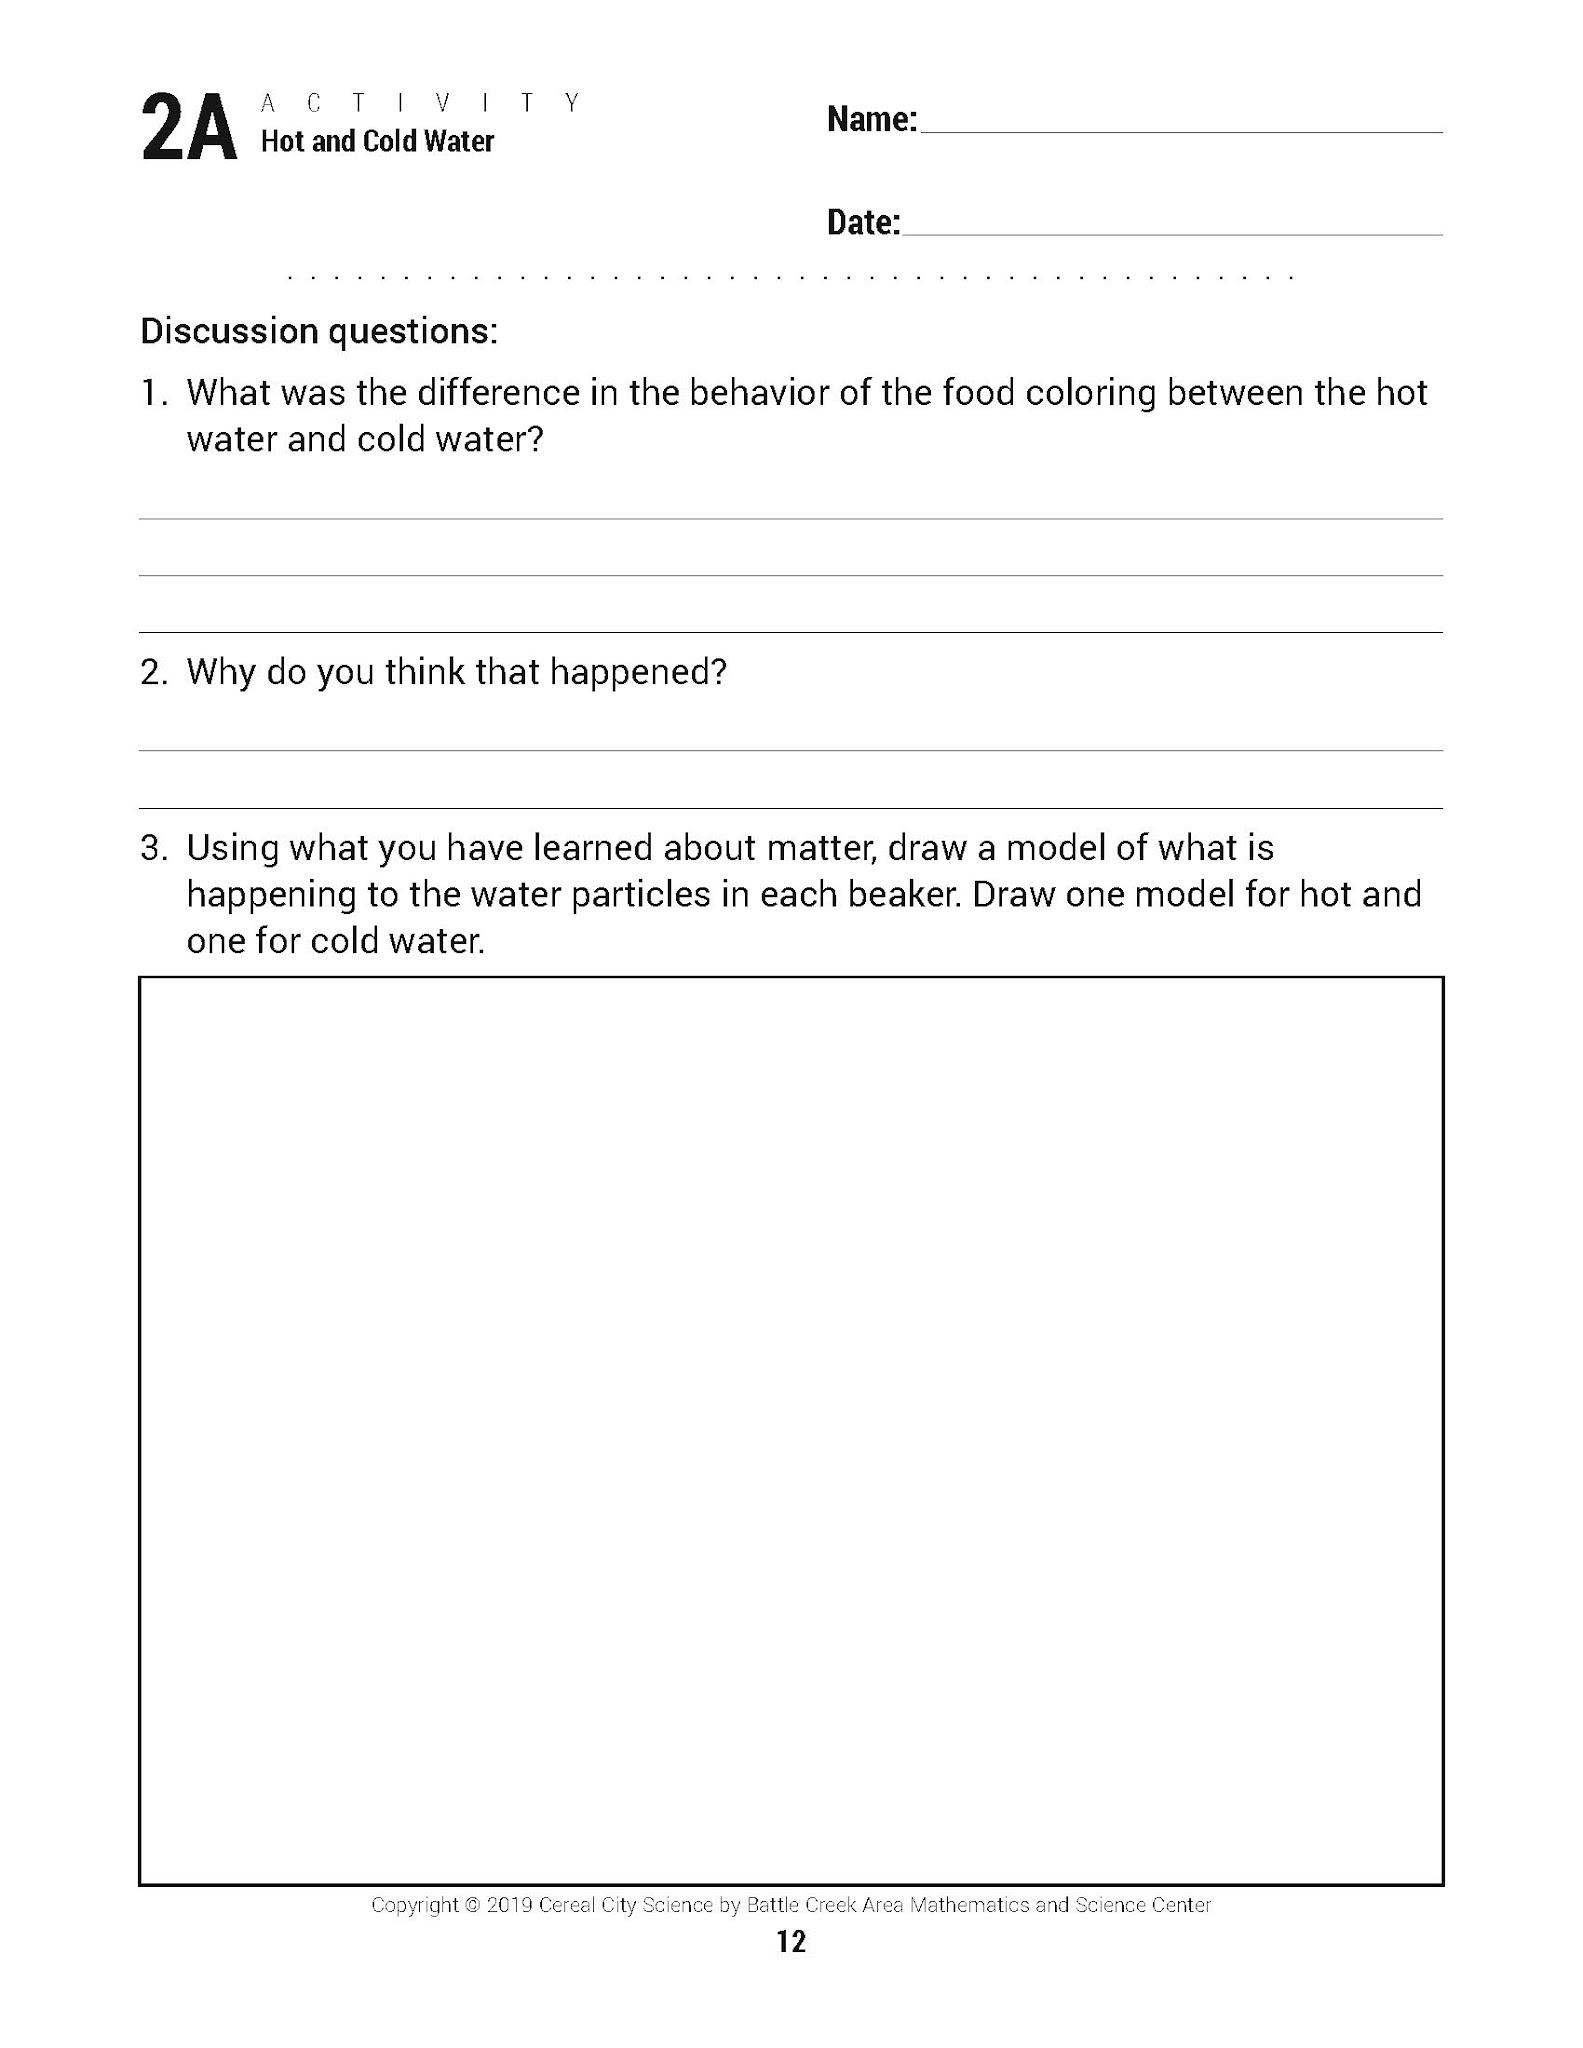 2A
A C T I V I T Y
Hot and Cold Water
Name:
Date:
Discussion questions:
1. What was the difference in the behavior of the food coloring between the hot
water and cold water?
2. Why do you think that happened?
3. Using what you have learned about matter, draw a model of what is
happening to the water particles in each beaker. Draw one model for hot and
one for cold water.
Copyright © 2019 Cereal City Science by Battle Creek Area Mathematics and Science Center
12